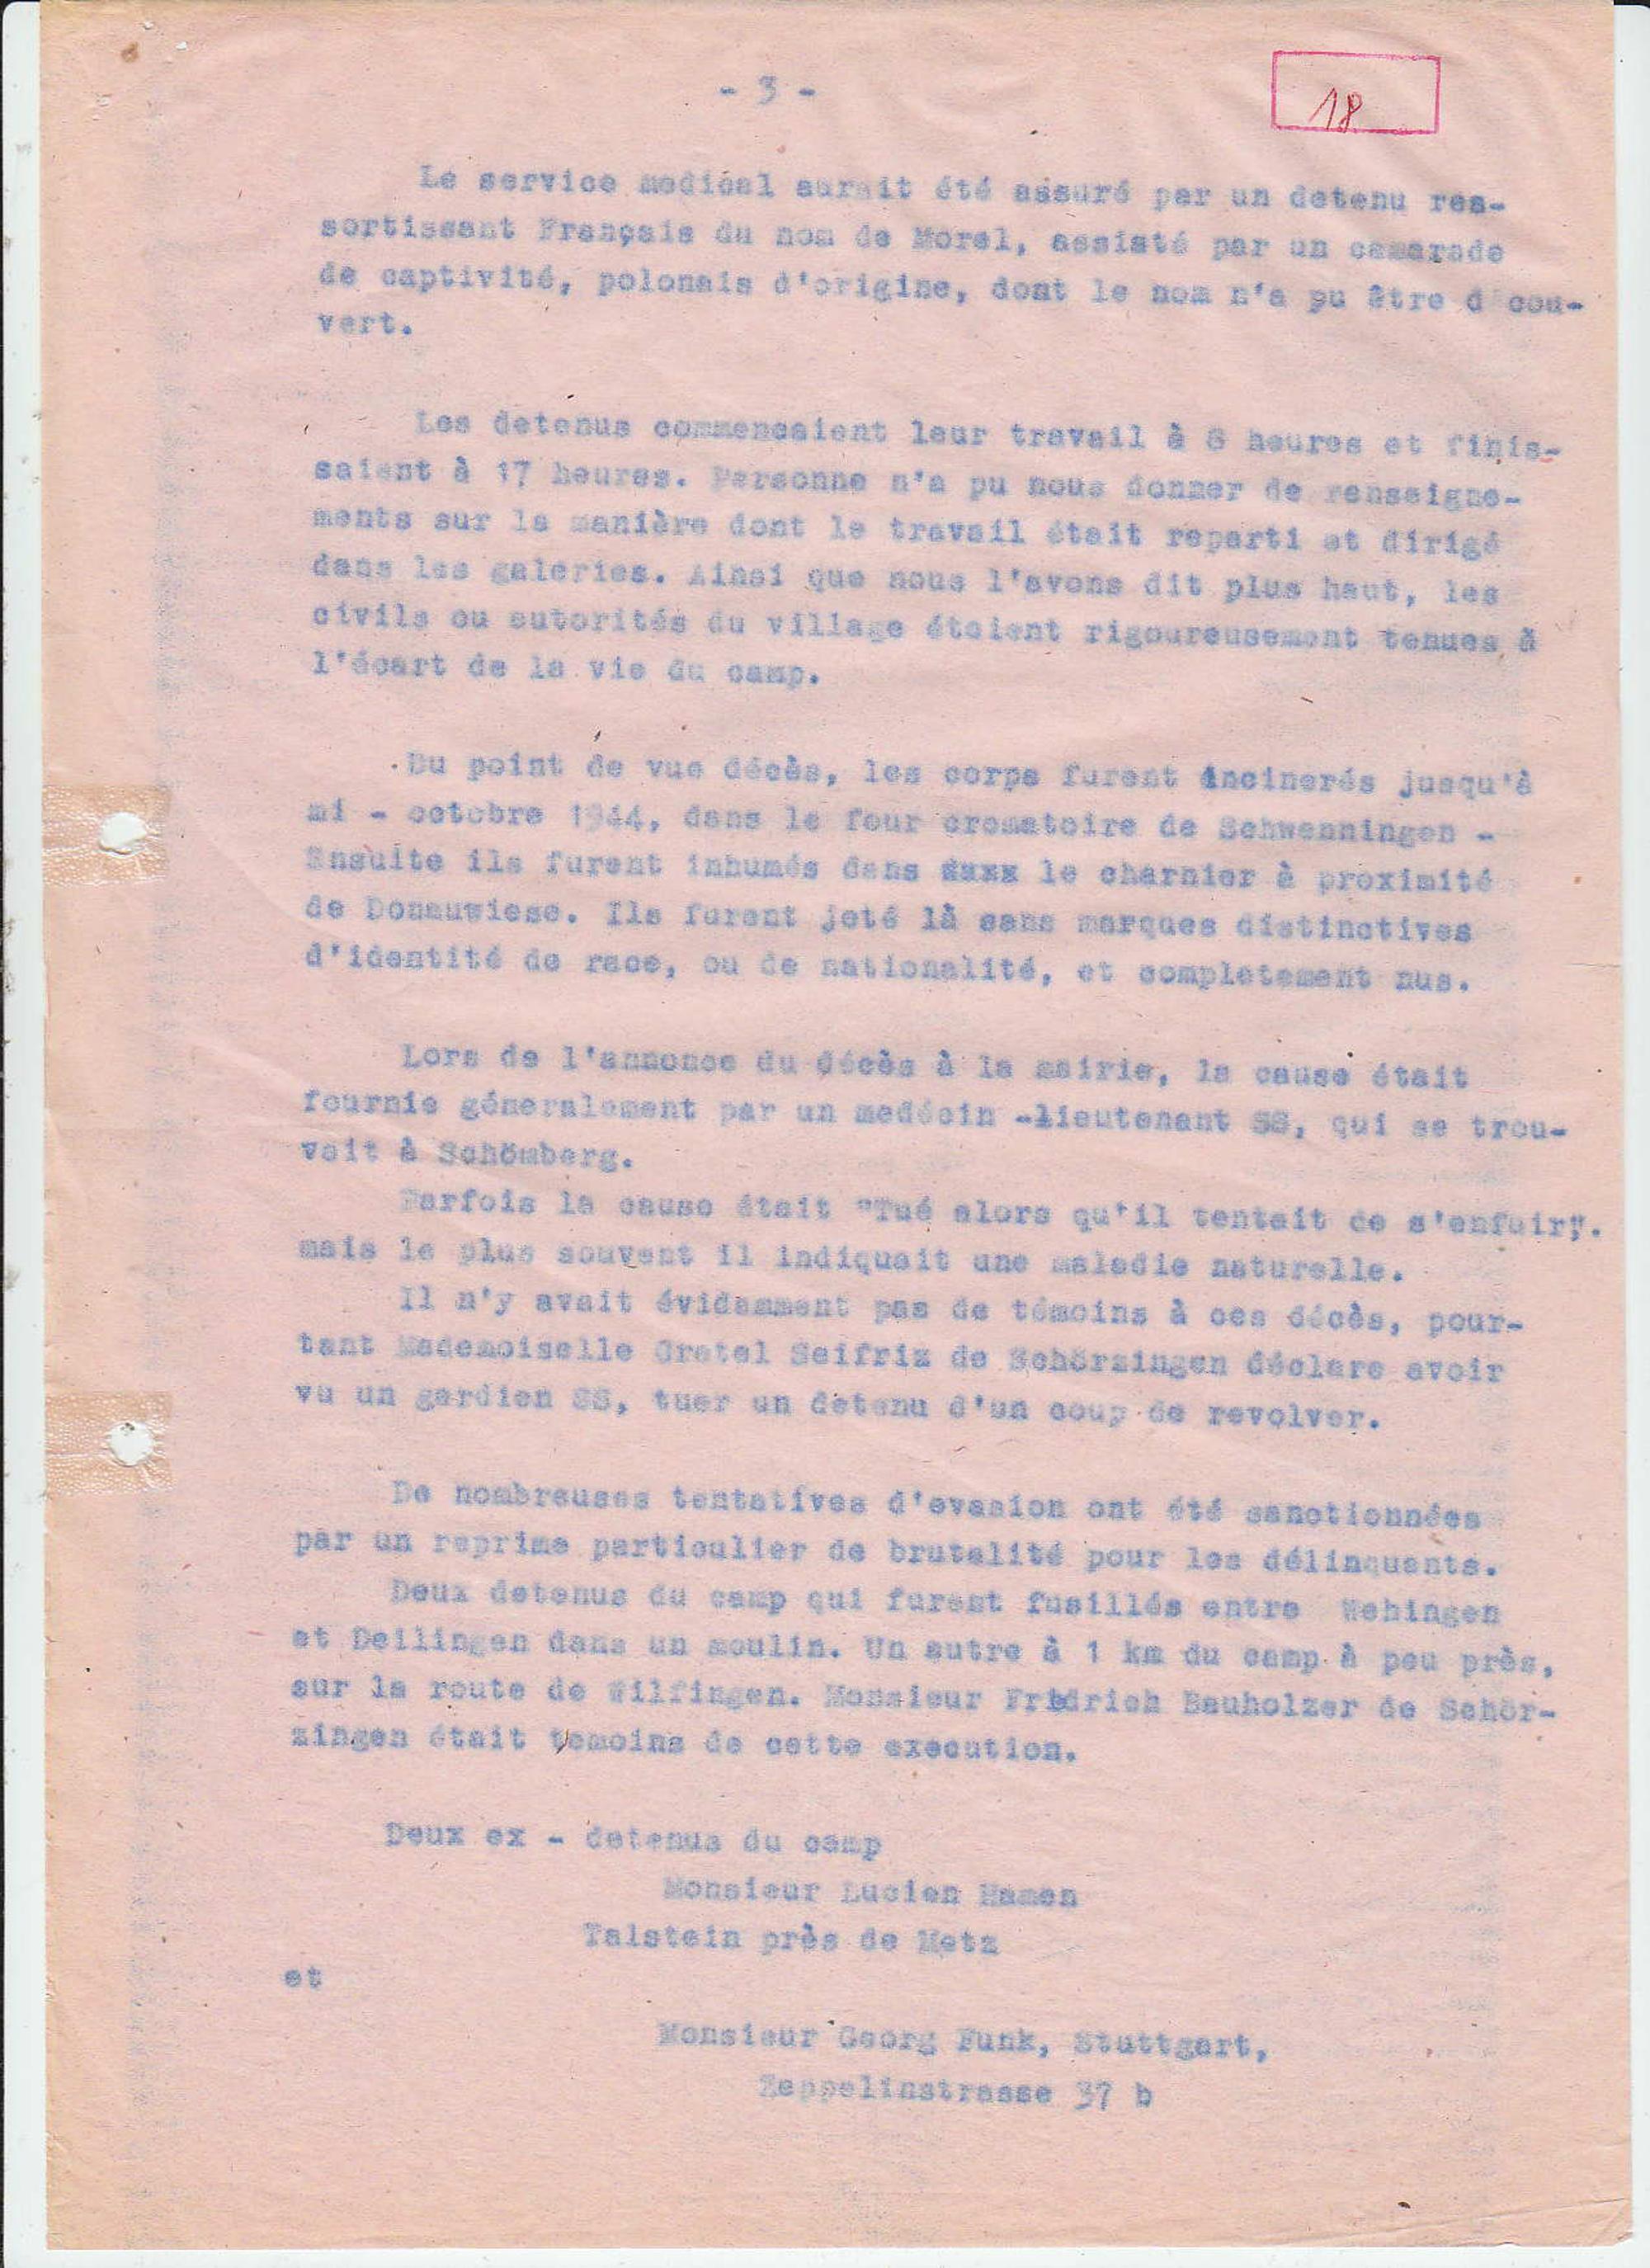 - 3 -
18
Le service medical aurait été assuré par un detenu res-
sortissant Français du nom de Morel, assisté par un camarade
de captivité, polonais d'origine, dont le nom n'a pu être d cou-
vert.
Les detenus commencaient leur travail à 8 heures et finis-
saient à 17 heures. Personne n'a pu nous donner de renseigne-
ments sur la manière dont le travail était reparti et dirigé
dans les galeries. Ainsi que nous l'avons dit plus haut, les
civils ou autorités du village étaient rigoureusement tenues à
l'écart de la vie du camp.
Du point de vue décès, les corps furent incinerés jusqu'à
mi - octobre 1944, dans le four crematoire de Schwenningen -
Ensuite ils furent inhumés dans xxxx le charnier à proximité
de Donauwiese. Ils furent jeté là sans marques distinctives
d'identité de race, ou de nationalité, et completement nus.
Lors de l'annonce du décès à la mairie, la cause était
fournie géneralement par un medécin -lieutenant SS, qui se trou-
vait à Schömberg.
Parfois la cause était "Tué alors qu'il tentait de s'enfuir".
mais le plus souvent il indiquait une maladie naturelle.
Il n'y avait évidamment pas de témoins à ces décès, pour-
tant Mademoiselle Gretel Seifriz de Schörzingen déclare avoir
vu un gardien SS, tuer un detenu d'un coup de revolver.
De nombreuses tentatives d'evasion ont été sanctionnées
par un reprime particulier de brutalité pour les délinquents.
Deux detenus du camp qui furent fusillés entre Wehingen
et Deilingen dans un moulin. Un autre à 1 km du camp à peu près,
sur la route de Wilfingen. Monsieur Friedrich Bauholzer de Schör-
zingen était temoins de cette execution.
Deux ex - detenus du camp
Monsieur Lucien Hamen
Talstein près de Metz
et
Monsieur Georg Funk, Stuttgart,
Zeppelinstrasse 37 b